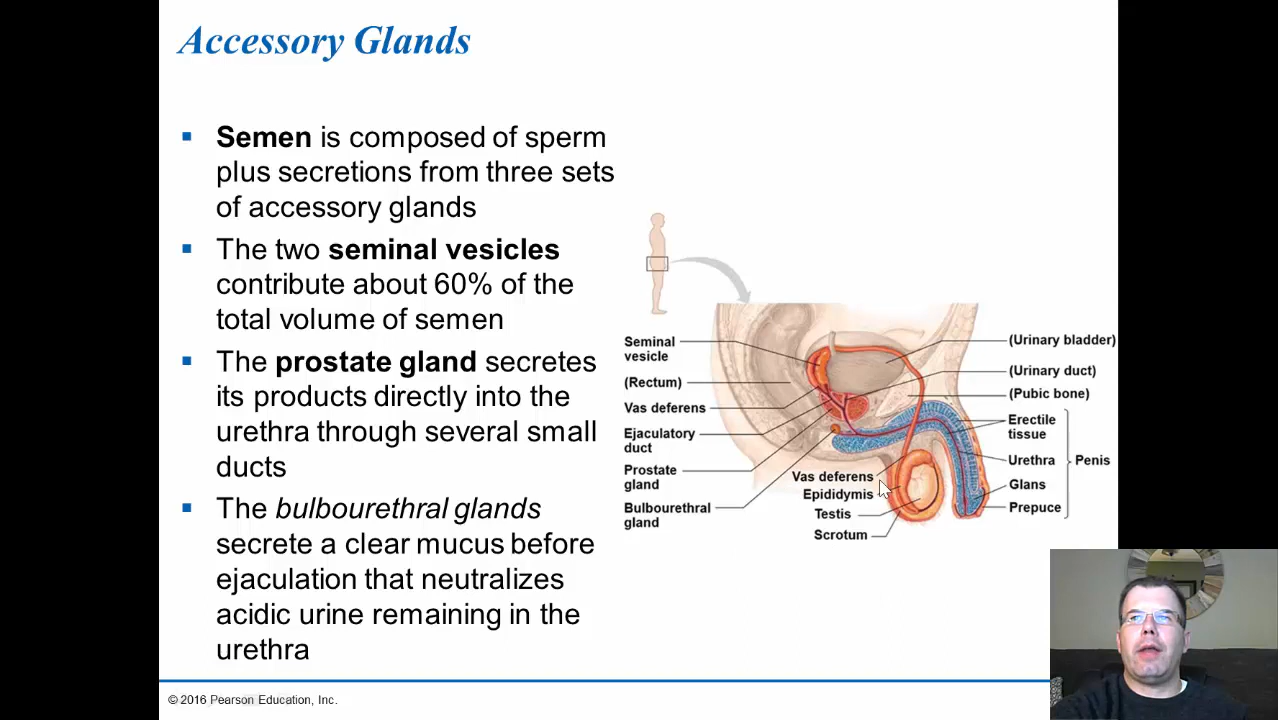 Accessory Glands
▪ Semen is composed of sperm
plus secretions from three sets
of accessory glands
▪ The two seminal vesicles
contribute about 60% of the
total volume of semen
▪ The prostate gland secretes
its products directly into the
urethra through several small
ducts
▪ The bulbourethral glands
secrete a clear mucus before
ejaculation that neutralizes
acidic urine remaining in the
urethra
Seminal
vesicle
(Rectum)
Vas deferens
Ejaculatory
duct
Prostate
gland
Bulbourethral
gland
Vas deferens
Epididymis
Testis
Scrotum
(Urinary bladder)
(Urinary duct)
(Pubic bone)
Erectile
tissue
Urethra
Penis
Glans
Prepuce
© 2016 Pearson Education, Inc.